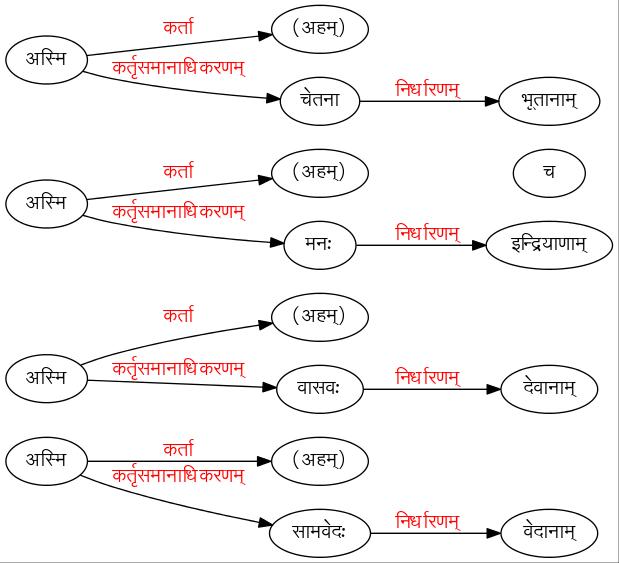 कर्ता
(अहम्)
अस्मि
कर्तृसमानाधिकरणम्
चेतना
निर्धारणम्
भूतानाम्
कर्ता
(अहम्)
च
अस्मि
कर्तृसमानाधिकरणम्
मनः
निर्धारणम्
इन्द्रियाणाम्
कर्ता
(अहम्)
अस्मि
कर्तृसमानाधिकरणम्
वासवः
निर्धारणम्
देवानाम्
अस्मि
कर्ता
(अहम्)
कर्तृसमानाधिकरणम्
सामवेदः
निर्धारणम्
वेदानाम्